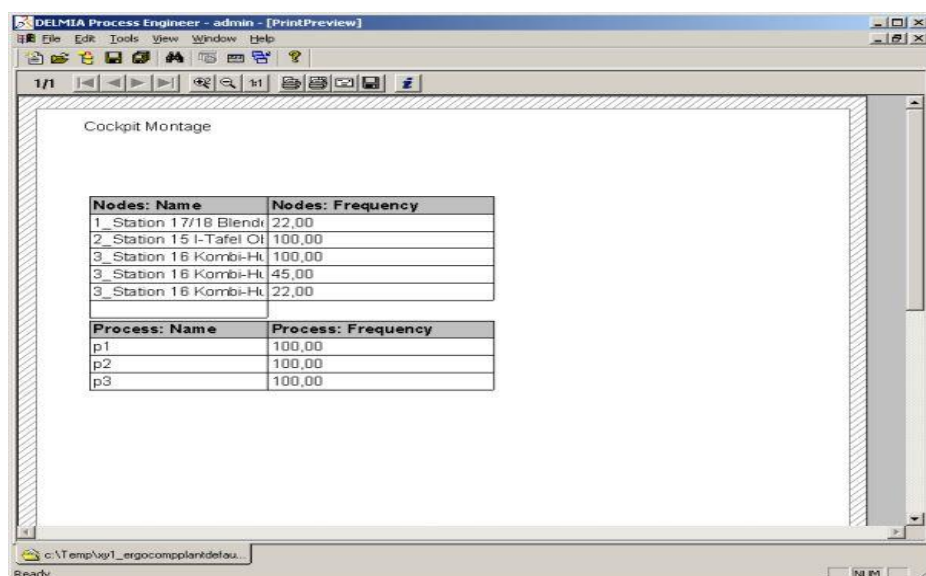 DELMIA Process Engineer - admin - [PrintPreview]
File Edit Tools View Window Help
1/1 1:1 i
Cockpit Montage
Nodes: Name Nodes: Frequency
1_Station 17/18 Blend 22,00
2_Station 15 I-Tafel 100,00
3_Station 16 Kombi-Hu 100,00
3_Station 16 Kombi-Hu 45,00
3_Station 16 Kombi-Hu 22,00
Process: Name Process: Frequency
p1 100,00
p2 100,00
p3 100,00
c:\Temp\xy1_ergocompplantdefau...
Ready NUM